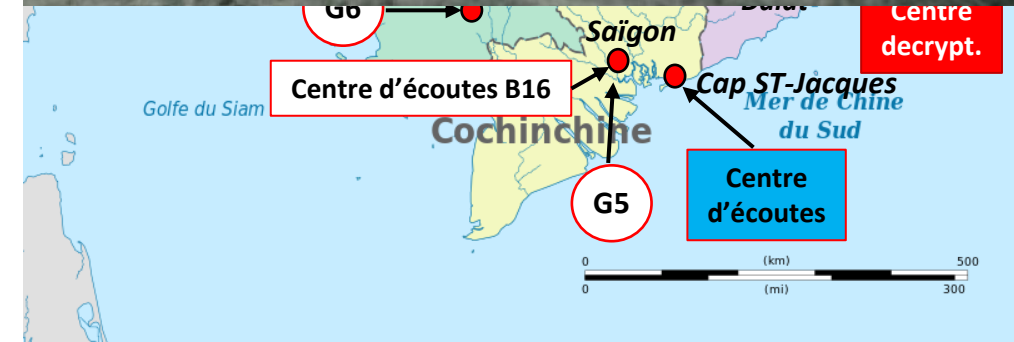 G6
Dalat
Centre
decrypt.
Saïgon
Centre d'écoutes B16
Cap ST-Jacques
Golfe du Siam
Mer de Chine
du Sud
Cochinchine
Centre
d'écoutes
G5
0 (km) 500
0 (mi) 300